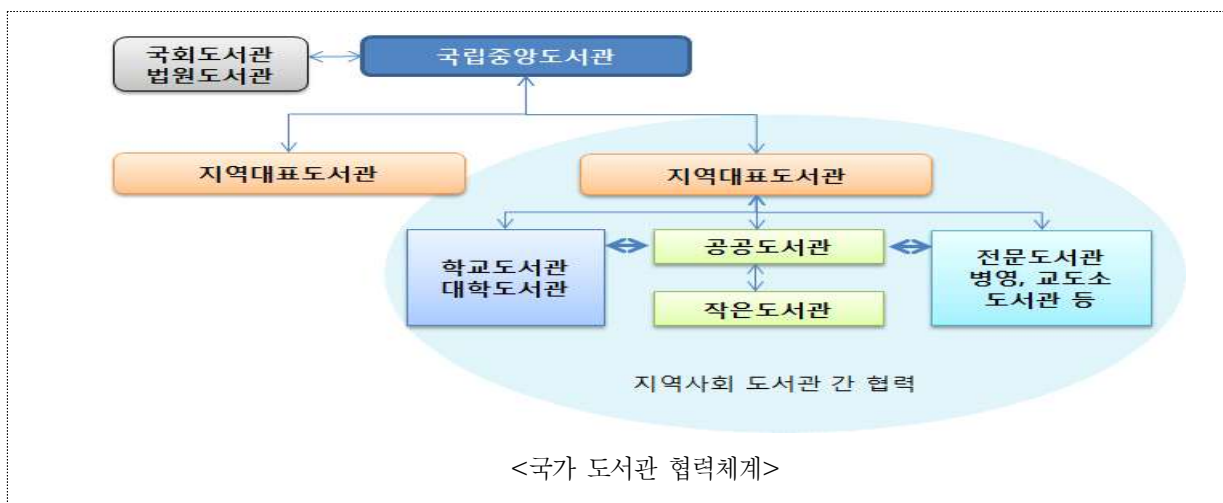 국회도서관
법원도서관
국립중앙도서관
지역대표도서관
지역대표도서관
학교도서관
대학도서관
공공도서관
작은도서관
전문도서관
병영, 교도소
도서관 등
지역사회 도서관 간 협력
<국가 도서관 협력체계>